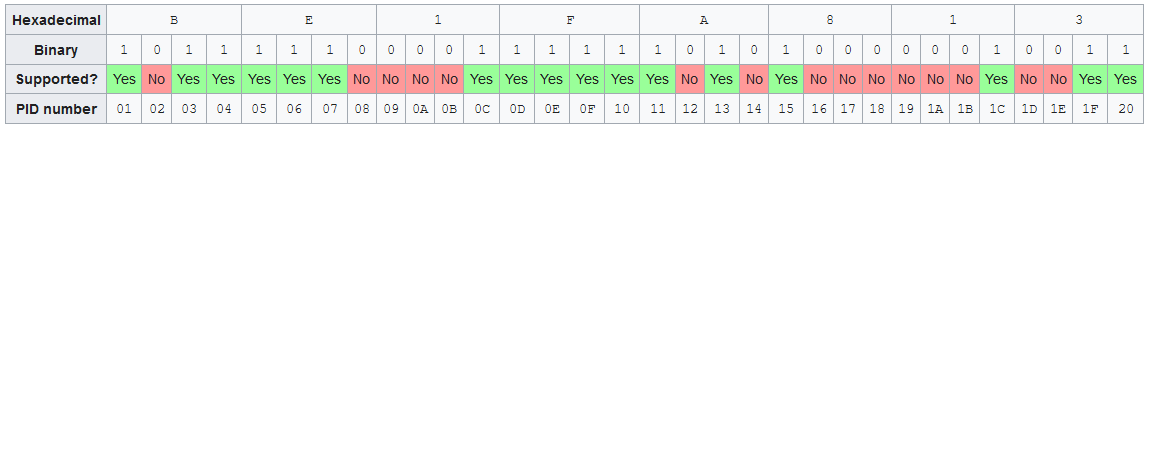 Hexadecimal B E 1 F A 8 1 3
Binary 1 0 1 1 1 1 1 0 0 0 0 1 1 1 1 1 1 0 1 0 1 0 0 0 0 0 0 1 0 0 1 1
Supported? Yes No Yes Yes Yes Yes Yes No No No No Yes Yes Yes Yes Yes Yes No Yes No Yes No No No No No No Yes No No Yes Yes
PID number 01 02 03 04 05 06 07 08 09 0A 0B 0C 0D 0E 0F 10 11 12 13 14 15 16 17 18 19 1A 1B 1C 1D 1E 1F 20